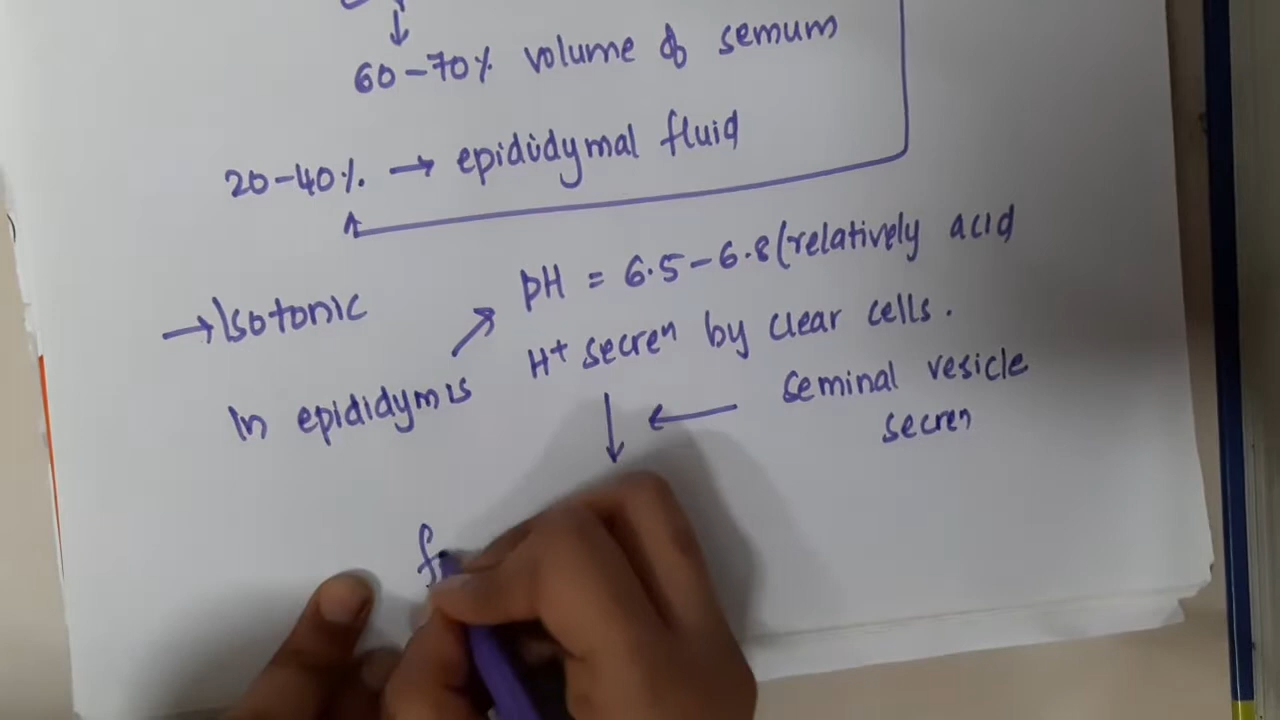 60-70% volume of semum
20-40% → epididymal fluid
→ Isotonic
pH = 6.5-6.8 (relatively acid
H+ secren by clear cells.
In epididymis
seminal vesicle
secren
f